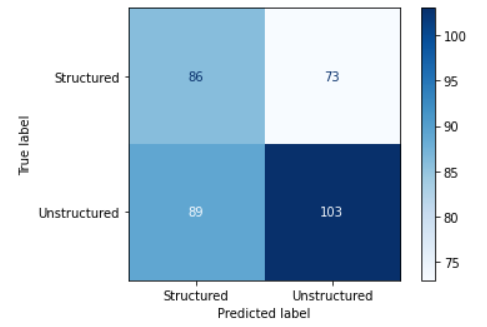 Structured
86
73
Unstructured
89
103
True label
Structured
Unstructured
Predicted label
100
95
90
85
80
75